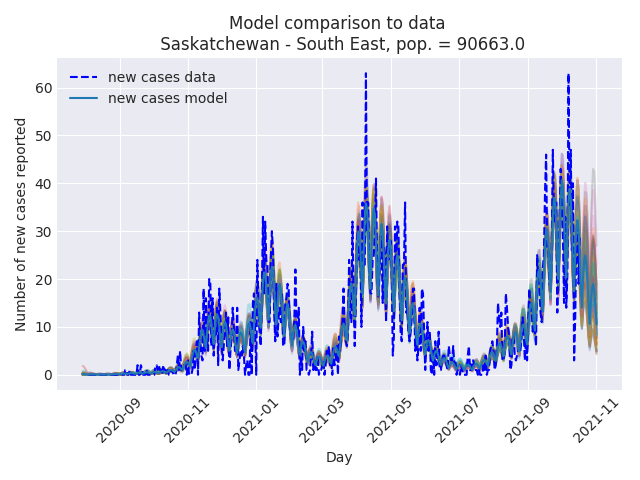 Model comparison to data
Saskatchewan - South East, pop. = 90663.0
new cases data
new cases model
Number of new cases reported
60
50
40
30
20
10
0
2020-09
2020-11
2021-01
2021-03
2021-05
2021-07
2021-09
2021-11
Day